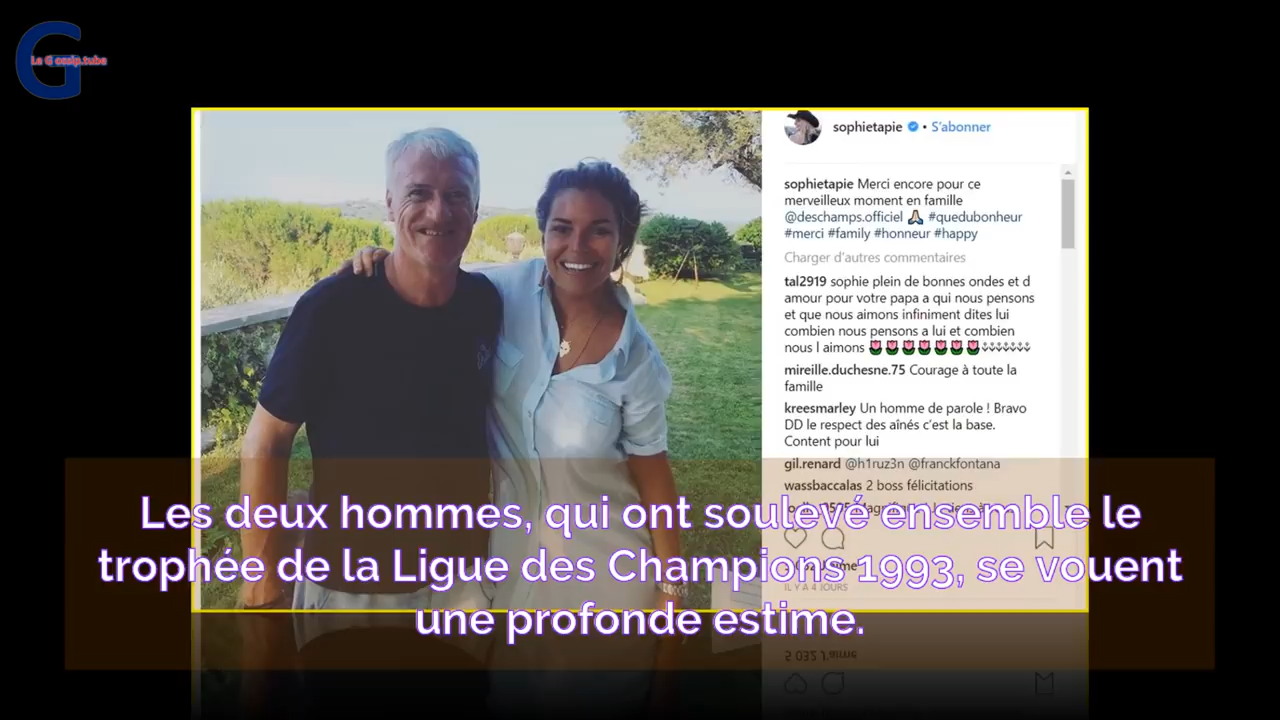 La G ossip.tube
sophietapie • S'abonner
sophietapie Merci encore pour ce
merveilleux moment en famille
@deschamps.officiel 🙏 #quedubonheur
#merci #family #honneur #happy
Charger d'autres commentaires
tal2919 sophie plein de bonnes ondes et d
amour pour votre papa a qui nous pensons
et que nous aimons infiniment dites lui
combien nous pensons a lui et combien
nous l aimons 🌷🌷🌷🌷🌷🌷🌷
mireille.duchesne.75 Courage à toute la
famille
kreesmarley Un homme de parole ! Bravo
DD le respect des aînés c'est la base.
Content pour lui
gil.renard @h1ruz3n @franckfontana
wassbaccalas 2 boss félicitations
Les deux hommes, qui ont soulevé ensemble le
trophée de la Ligue des Champions 1993, se vouent
une profonde estime.
IL Y A 4 JOURS